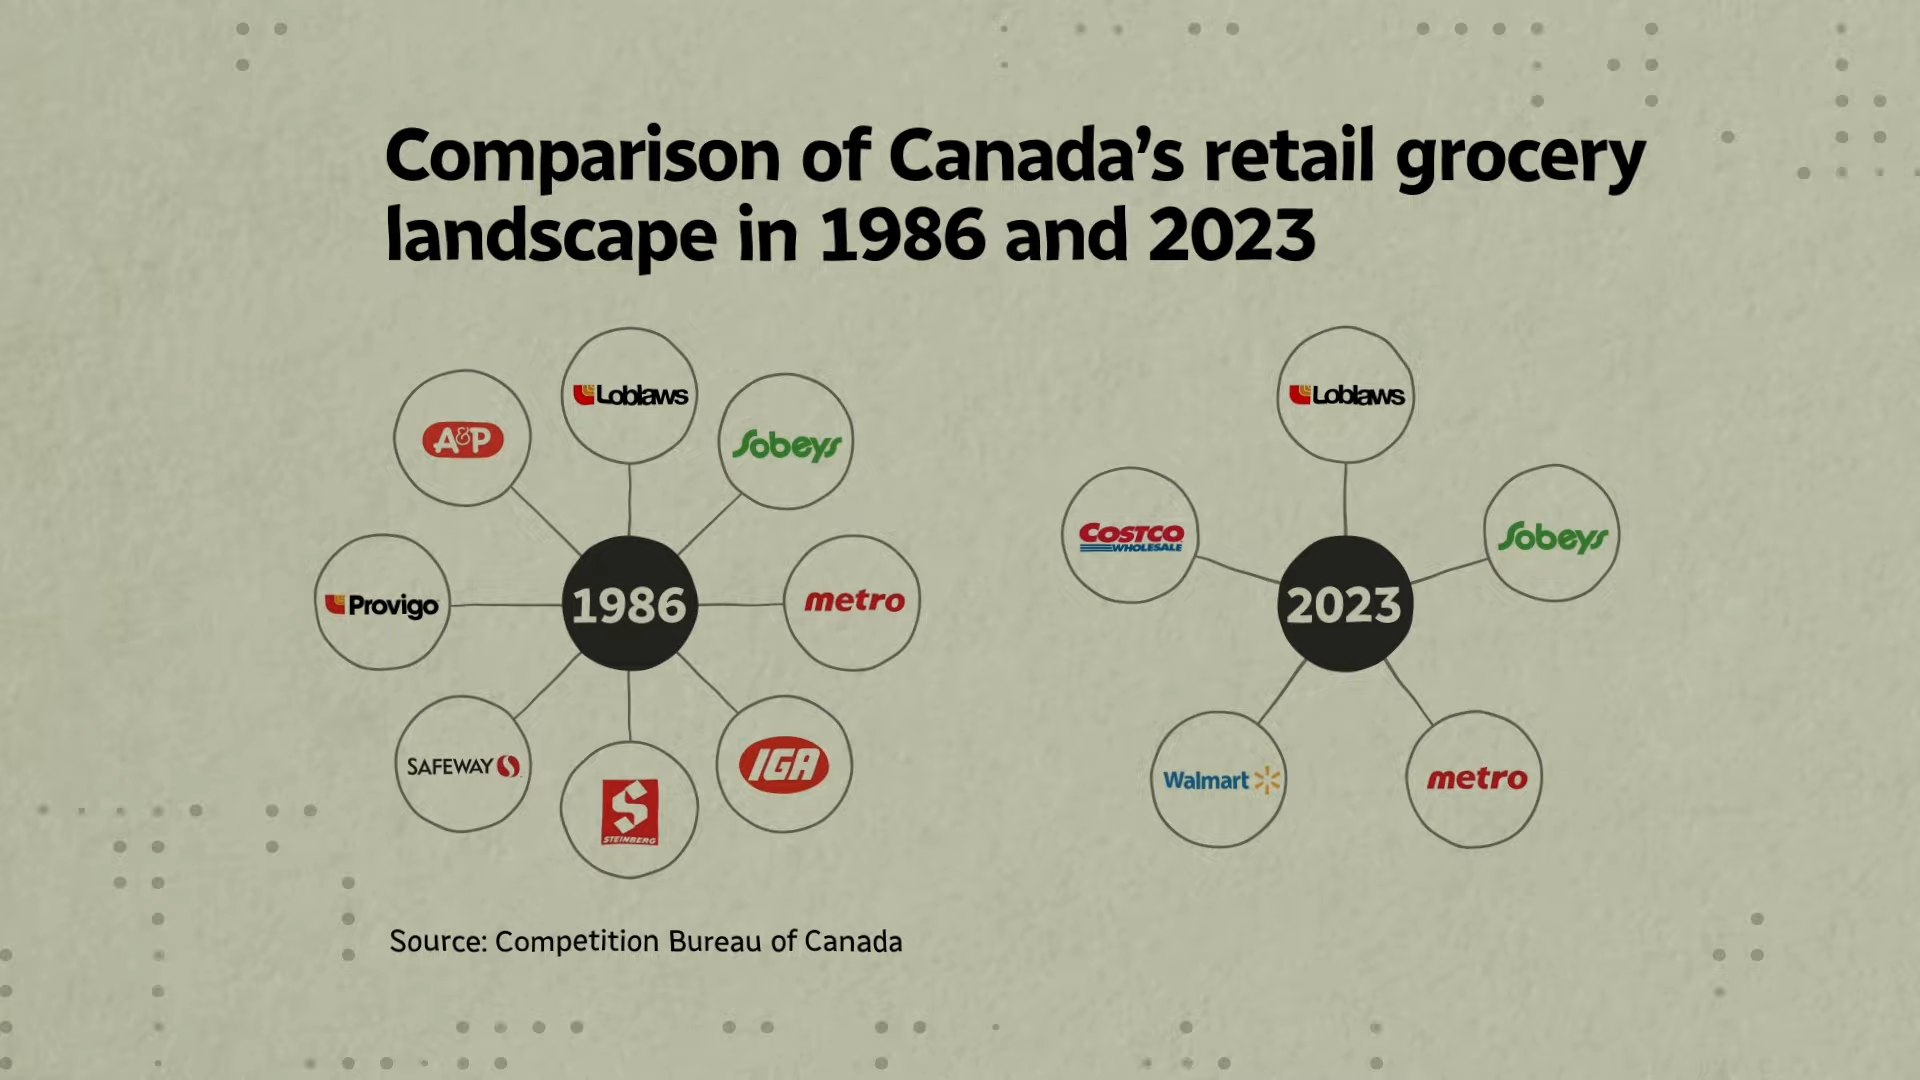 Comparison of Canada's retail grocery
landscape in 1986 and 2023
Loblaws
A&P
Sobeys
Provigo
1986
metro
SAFEWAY
IGA
STEINBERG
Loblaws
COSTCO
WHOLESALE
Sobeys
2023
Walmart
metro
Source: Competition Bureau of Canada